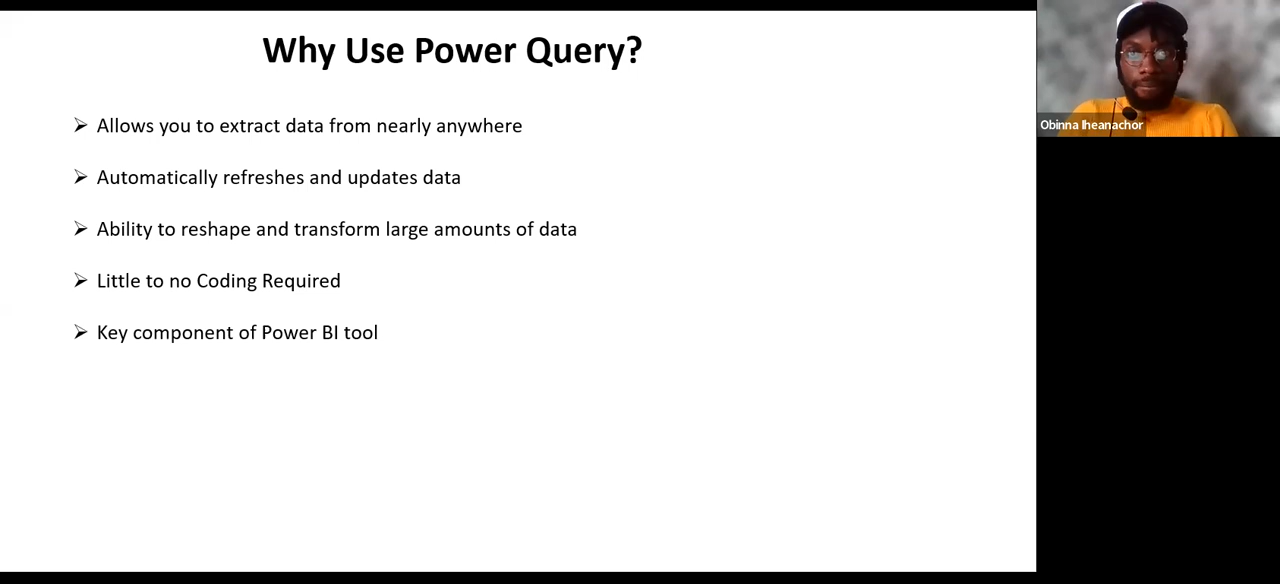 Why Use Power Query?
➢ Allows you to extract data from nearly anywhere
➢ Automatically refreshes and updates data
➢ Ability to reshape and transform large amounts of data
➢ Little to no Coding Required
➢ Key component of Power BI tool
Obinna Iheanachor